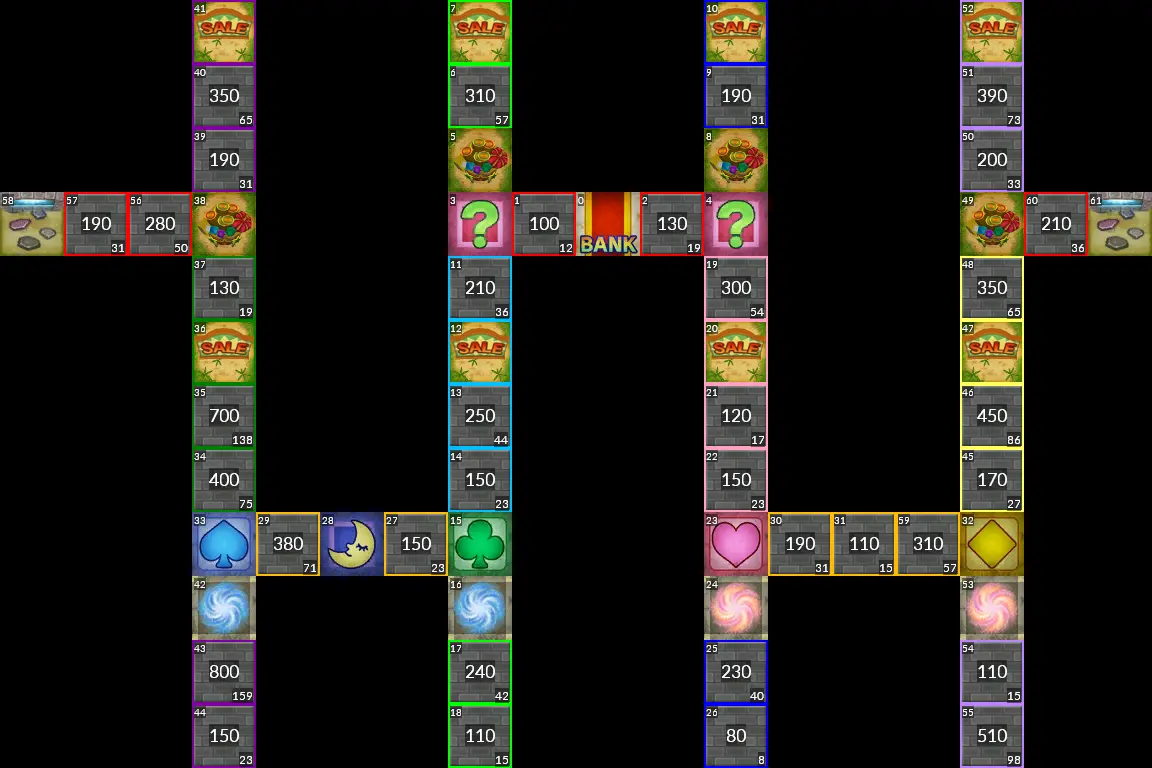 41 SALE 7 SALE 10 SALE 52 SALE
40 350 65 6 310 57 9 190 31 51 390 73
39 190 31 5 8 50 200 33
58 57 190 31 56 280 50 38 3 ? 1 100 12 0 BANK 2 130 19 4 ? 49 60 210 36 61
37 130 19 11 210 36 19 300 54 48 350 65
36 SALE 12 SALE 20 SALE 47 SALE
35 700 138 13 250 44 21 120 17 46 450 86
34 400 75 14 150 23 22 150 23 45 170 27
33 29 380 71 28 27 150 23 15 23 30 190 31 31 110 15 59 310 57 32
42 16 24 53
43 800 159 17 240 42 25 230 40 54 110 15
44 150 23 18 110 15 26 80 8 55 510 98